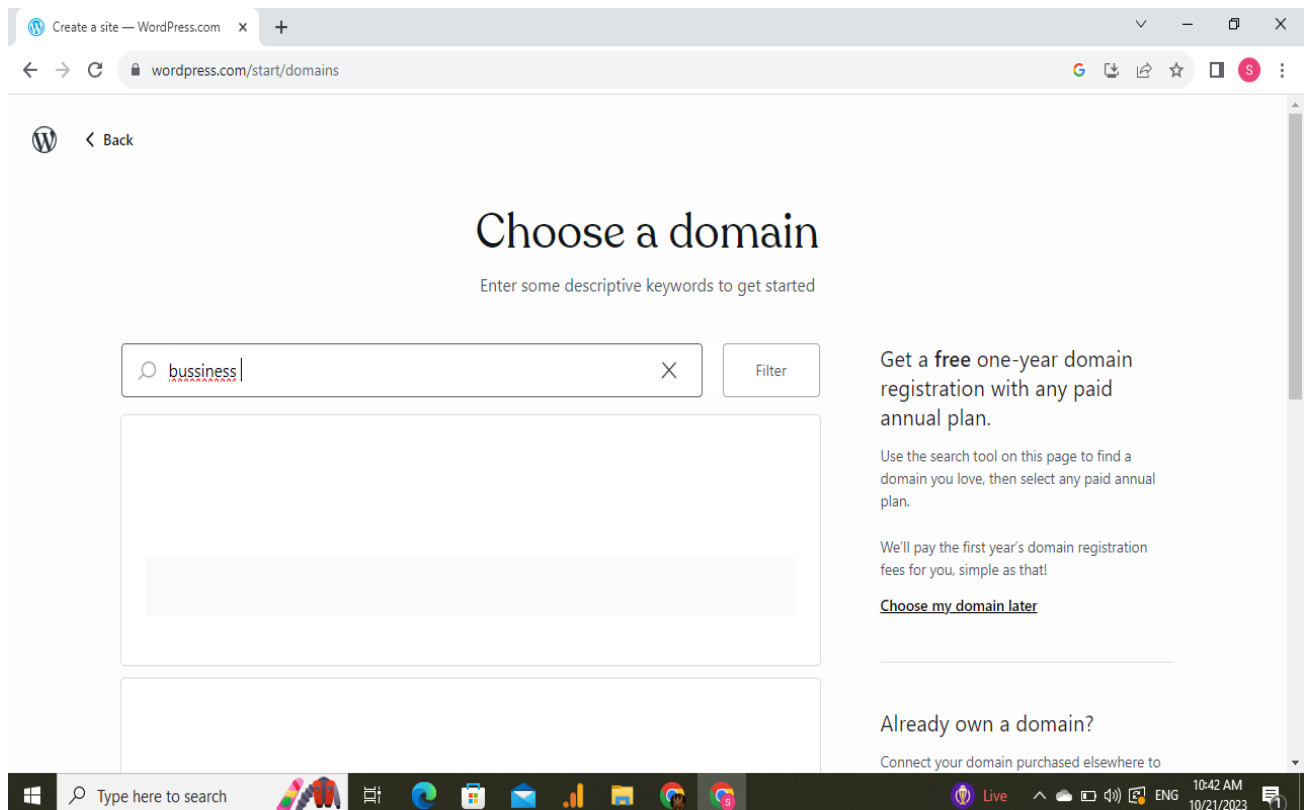 Create a site — WordPress.com
wordpress.com/start/domains
Back
Choose a domain
Enter some descriptive keywords to get started
bussiness
Filter
Get a free one-year domain
registration with any paid
annual plan.
Use the search tool on this page to find a
domain you love, then select any paid annual
plan.
We'll pay the first year's domain registration
fees for you, simple as that!
Choose my domain later
Already own a domain?
Connect your domain purchased elsewhere to
Type here to search
Live
ENG
10:42 AM
10/21/2023